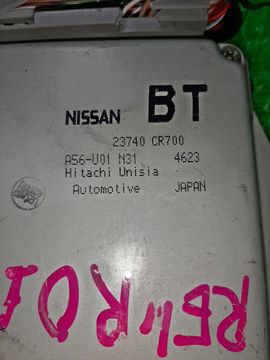 NISSAN BT
23740 CR700
A56-U01 N31 4623
Hitachi Unisia
Automotive JAPAN